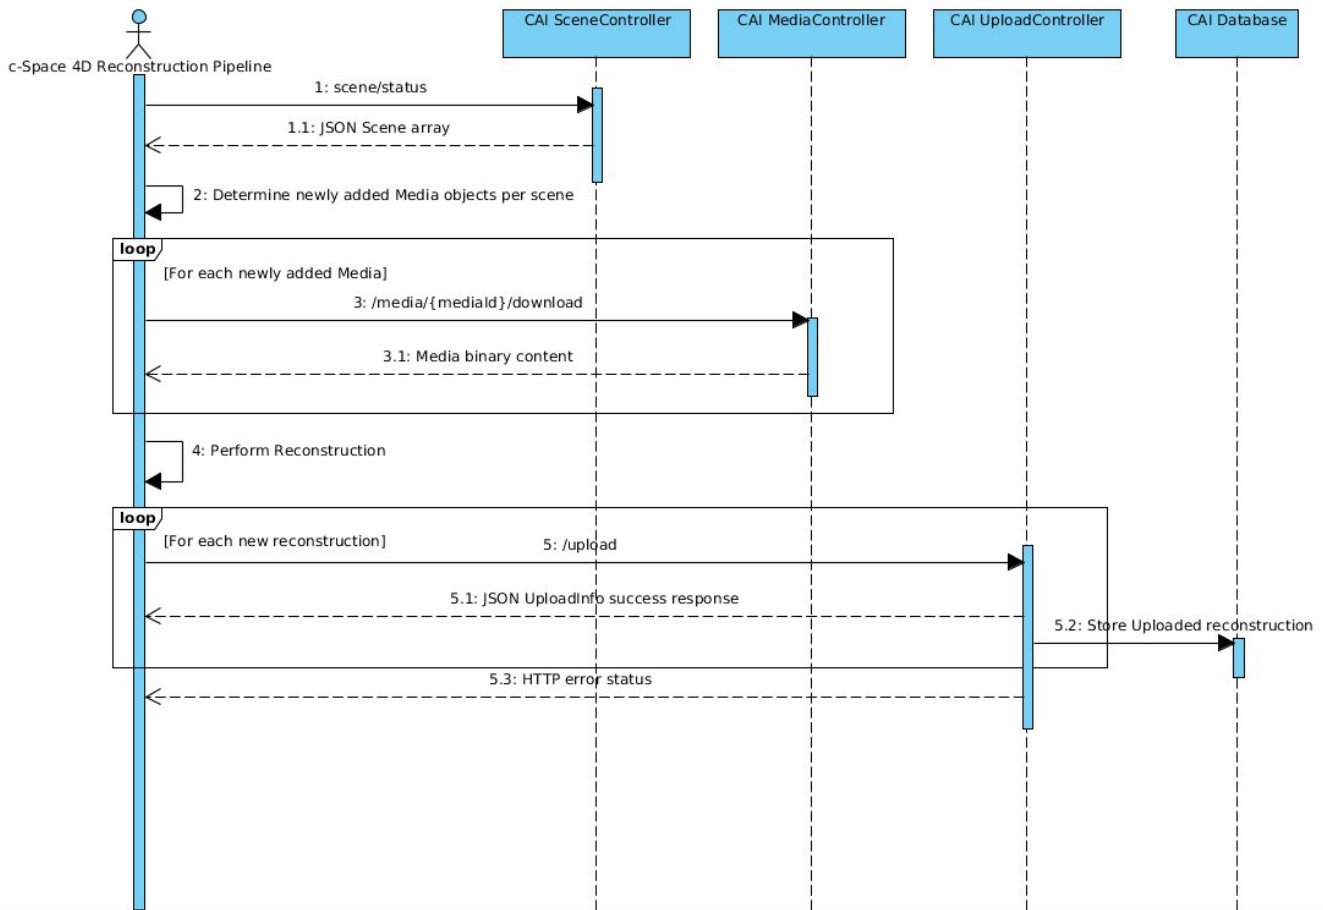 CAI SceneController
CAI MediaController
CAI UploadController
CAI Database
c-Space 4D Reconstruction Pipeline
1: scene/status
1.1: JSON Scene array
2: Determine newly added Media objects per scene
loop
[For each newly added Media]
3: /media/{mediaId}/download
3.1: Media binary content
4: Perform Reconstruction
loop
[For each new reconstruction]
5: /upload
5.1: JSON UploadInfo success response
5.2: Store Uploaded reconstruction
5.3: HTTP error status